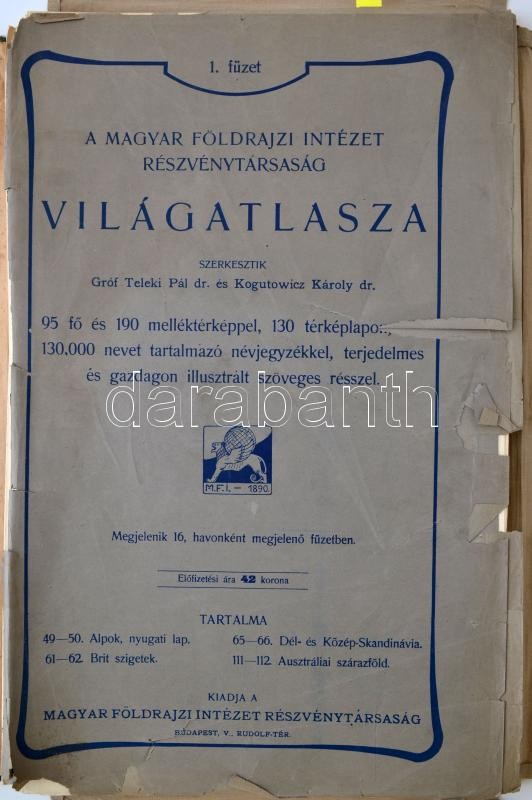 1. füzet
A MAGYAR FÖLDRAJZI INTÉZET
RÉSZVÉNYTÁRSASÁG
VILÁGATLASZA
SZERKESZTIK
Gróf Teleki Pál dr. és Kogutowicz Károly dr.
95 fő és 190 melléktérképpel, 130 térképlapon,
130,000 nevet tartalmazó névjegyzékkel, terjedelmes
és gazdagon illusztrált szöveges résszel.
darabanth
M.F.I. — 1890.
Megjelenik 16, havonként megjelenő füzetben.
Előfizetési ára 42 korona
TARTALMA
49—50. Alpok, nyugati lap.
61—62. Brit szigetek.
65—66. Dél- és Közép-Skandinávia.
111—112. Ausztráliai szárazföld.
KIADJA A
MAGYAR FÖLDRAJZI INTÉZET RÉSZVÉNYTÁRSASÁG
BUDAPEST, V., RUDOLF-TÉR.